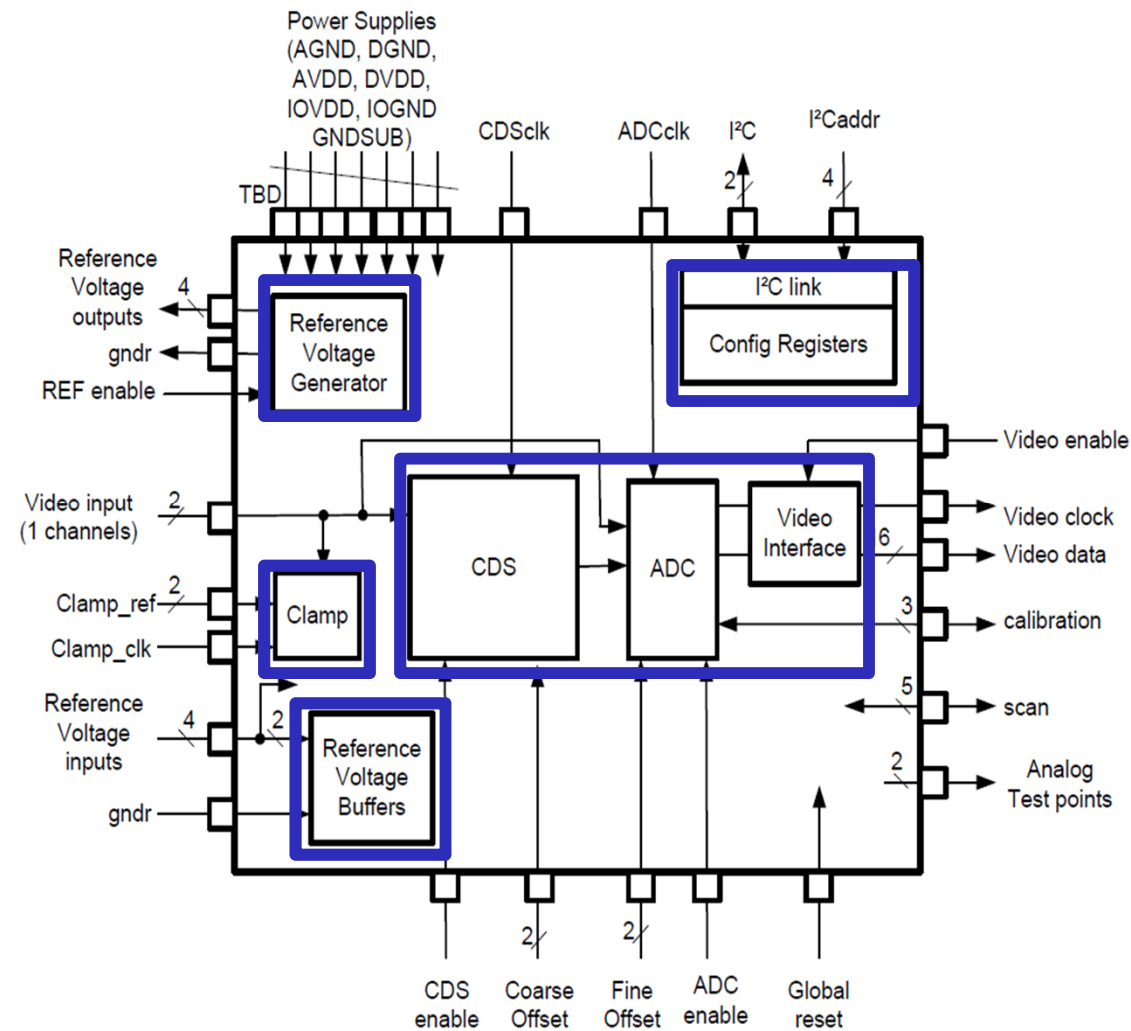 Power Supplies
(AGND, DGND,
AVDD, DVDD,
IOVDD, IOGND
GNDSUB)
CDSclk
ADCclk
I²C
I²Caddr
2
4
TBD
Reference
Voltage
outputs
4
gndr
REF enable
Reference
Voltage
Generator
I²C link
Config Registers
Video enable
Video input
(1 channels)
2
CDS
ADC
Video
Interface
Video clock
6
Video data
Clamp_ref
2
Clamp
Clamp_clk
3
calibration
Reference
Voltage
inputs
4
2
Reference
Voltage
Buffers
gndr
5
scan
2
Analog
Test points
2
2
CDS
enable
Coarse
Offset
Fine
Offset
ADC
enable
Global
reset